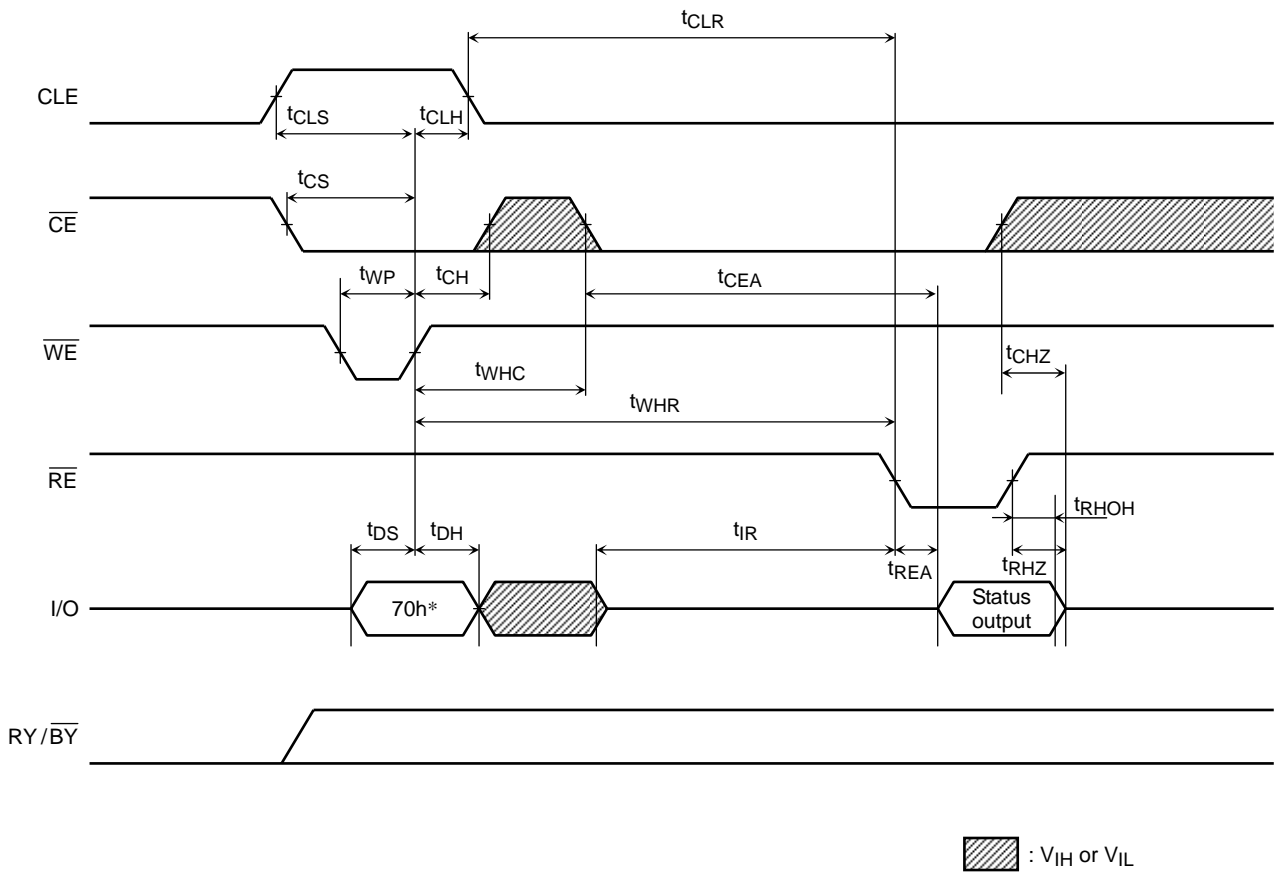 tCLR
CLE
tCLS
tCLH
tCS
CE
tWP
tCH
tCEA
WE
tCHZ
tWHC
tWHR
RE
tRHOH
tDS
tDH
tIR
tREA
tRHZ
I/O
70h*
Status
output
RY/BY
: VIH or VIL